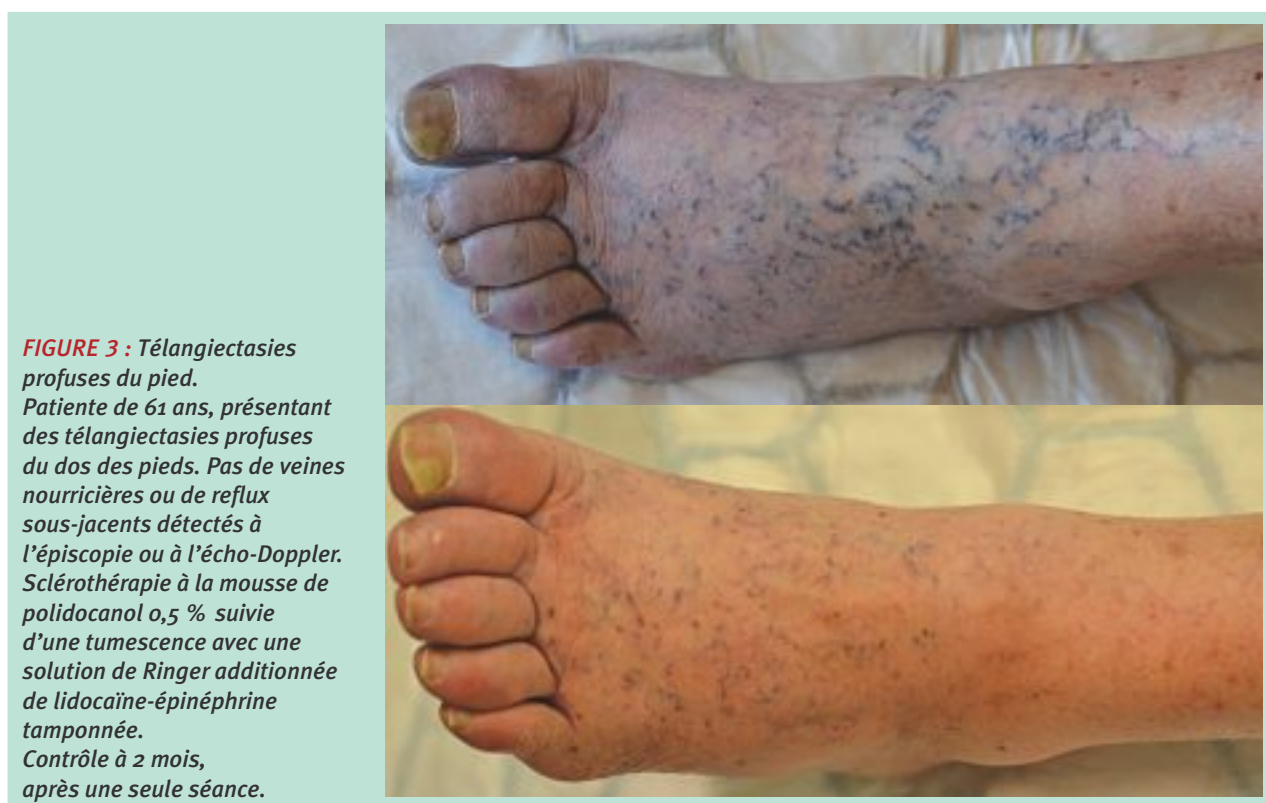 FIGURE 3 : Télangiectasies
profuses du pied.
Patiente de 61 ans, présentant
des télangiectasies profuses
du dos des pieds. Pas de veines
nourricières ou de reflux
sous-jacents détectés à
l’épiscopie ou à l’écho-Doppler.
Sclérothérapie à la mousse de
polidocanol 0,5 % suivie
d’une tumescence avec une
solution de Ringer additionnée
de lidocaïne-épinéphrine
tamponnée.
Contrôle à 2 mois,
après une seule séance.